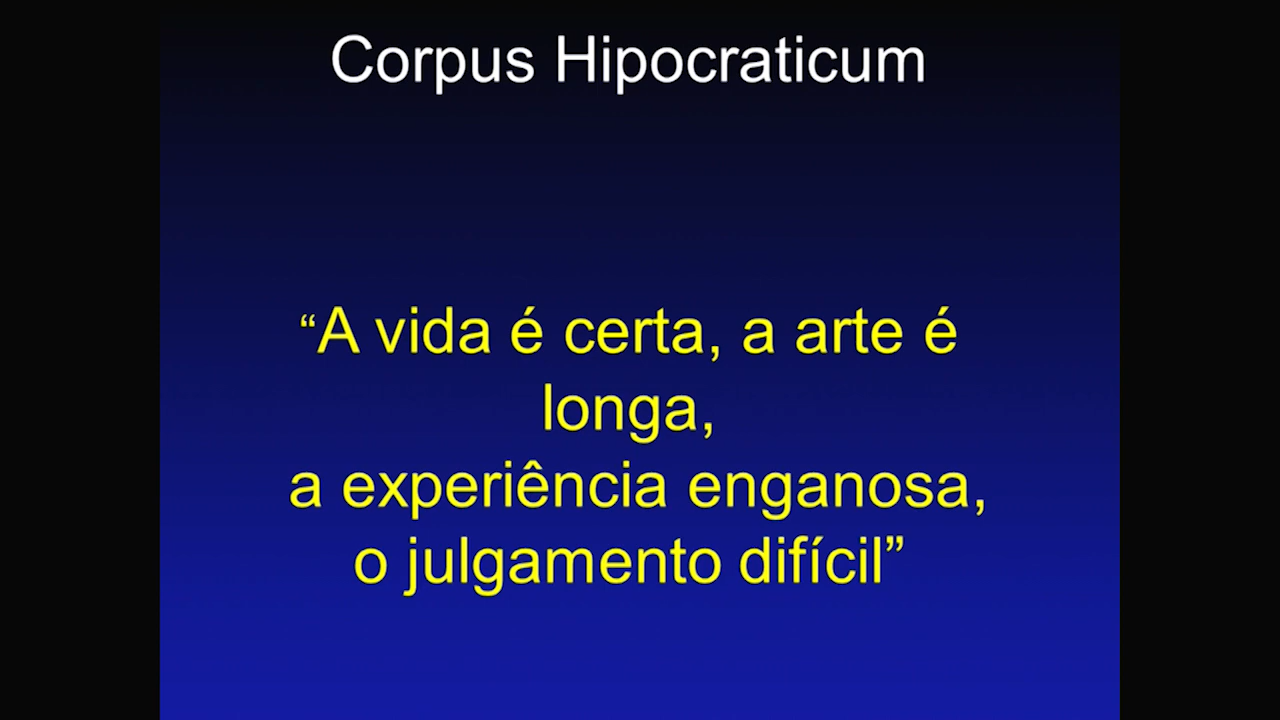 Corpus Hipocraticum
“A vida é certa, a arte é
longa,
a experiência enganosa,
o julgamento difícil”